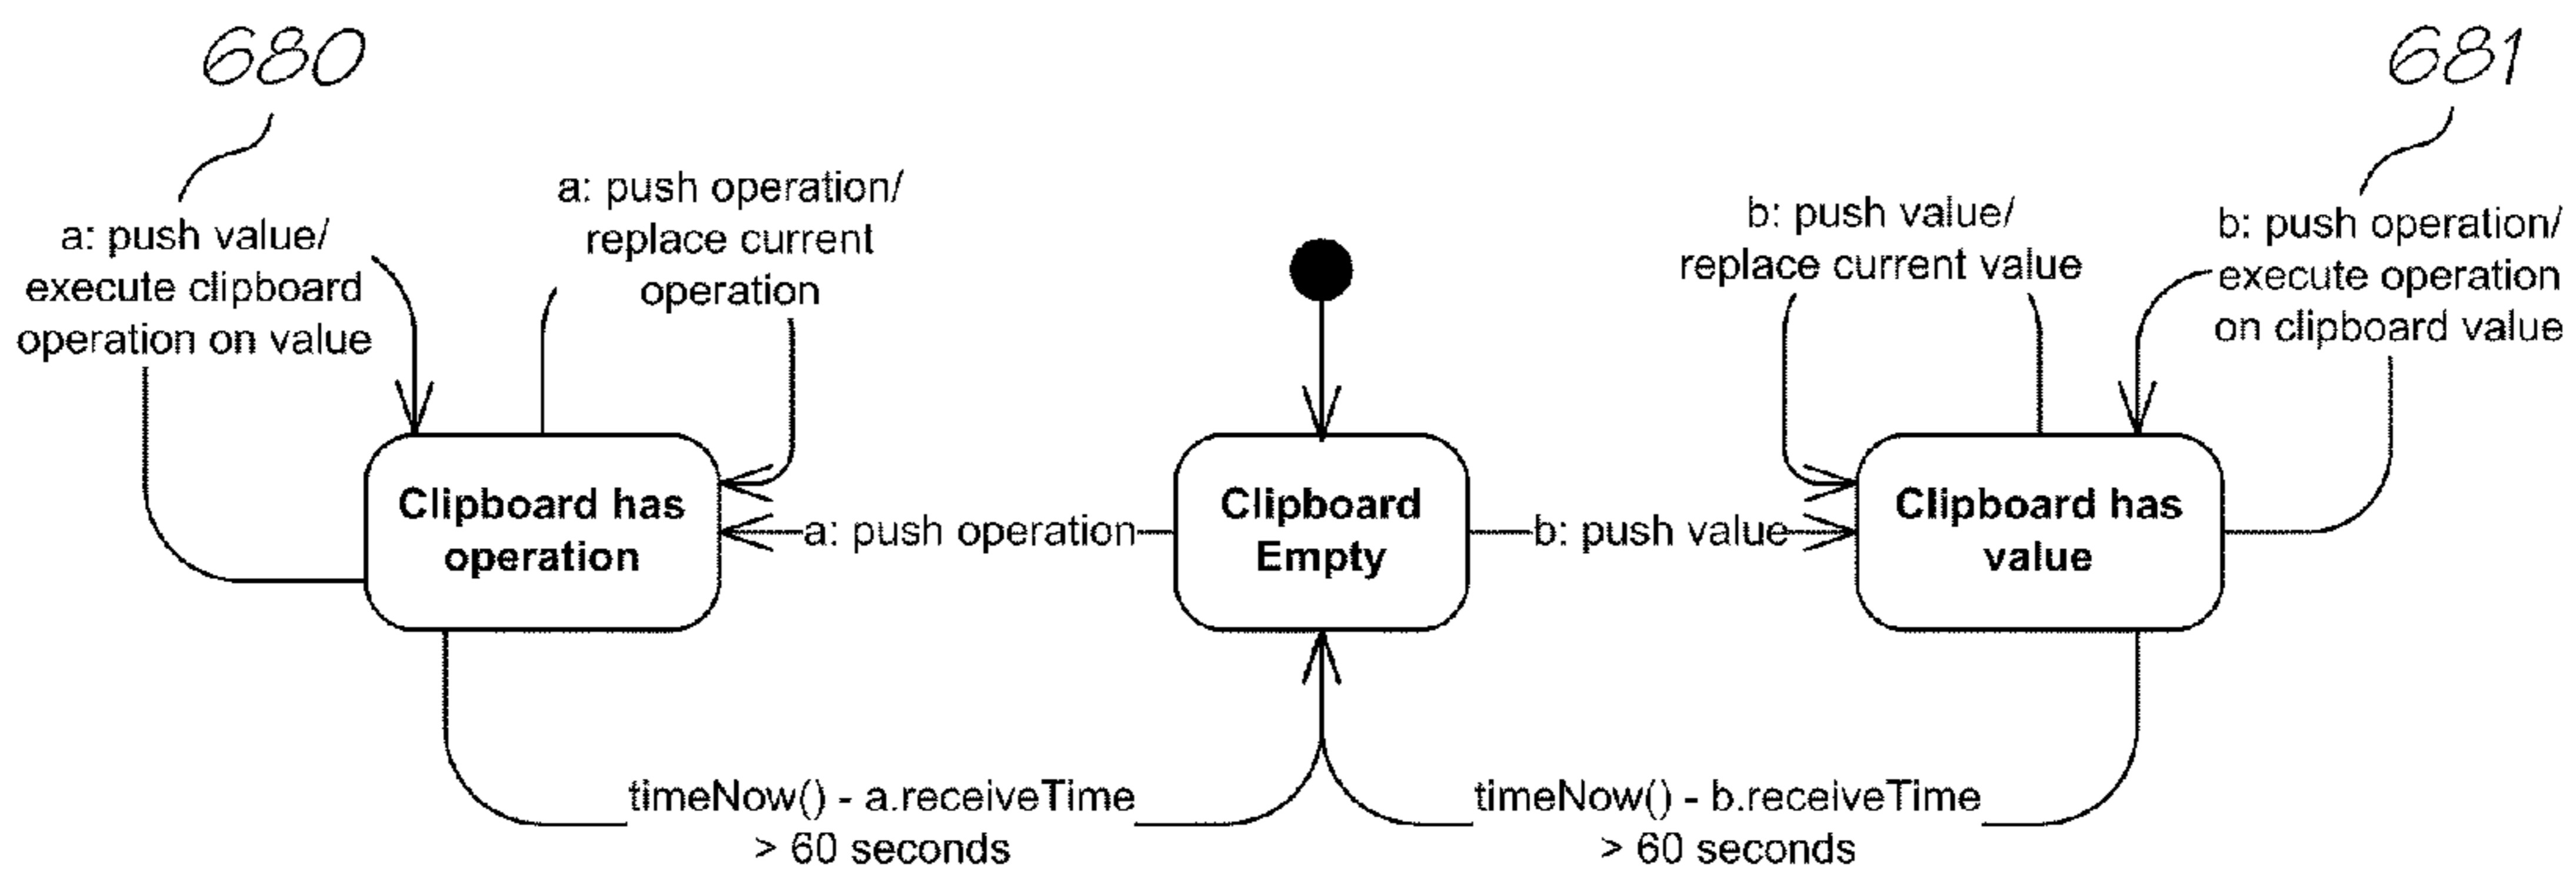 680
681
a: push value/
execute clipboard
operation on value
a: push operation/
replace current
operation
b: push value/
replace current value
b: push operation/
execute operation
on clipboard value
Clipboard has
operation
a: push operation
Clipboard
Empty
b: push value
Clipboard has
value
timeNow() - a.receiveTime
> 60 seconds
timeNow() - b.receiveTime
> 60 seconds